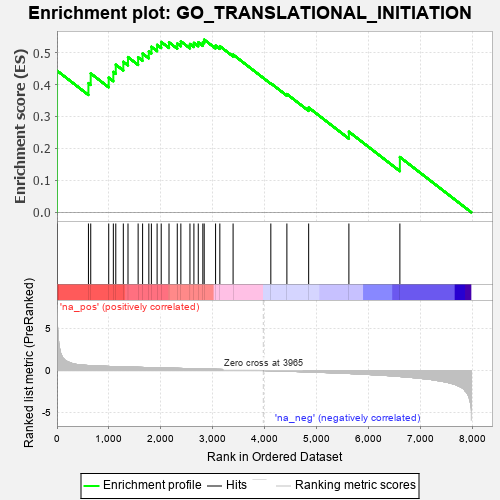 Enrichment plot: GO_TRANSLATIONAL_INITIATION
Enrichment score (ES)
0.5
0.4
0.3
0.2
0.1
0.0
'na_pos' (positively correlated)
Ranked list metric (PreRanked)
5
0
-5
Zero cross at 3965
'na_neg' (negatively correlated)
0
1,000
2,000
3,000
4,000
5,000
6,000
7,000
8,000
Rank in Ordered Dataset
Enrichment profile
Hits
Ranking metric scores